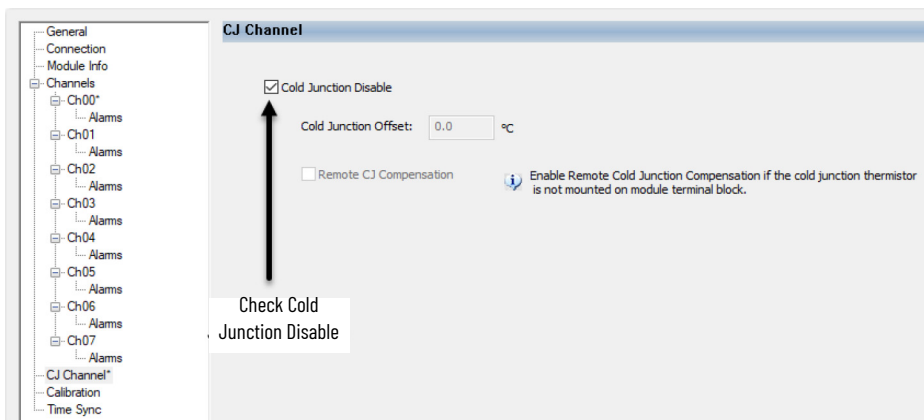 General
Connection
Module Info
Channels
Ch00*
Alarms
Ch01
Alarms
Ch02
Alarms
Ch03
Alarms
Ch04
Alarms
Ch05
Alarms
Ch06
Alarms
Ch07
Alarms
CJ Channel*
Calibration
Time Sync
CJ Channel
Cold Junction Disable
Cold Junction Offset: 0.0 °C
Remote CJ Compensation
Enable Remote Cold Junction Compensation if the cold junction thermistor
is not mounted on module terminal block.
Check Cold
Junction Disable